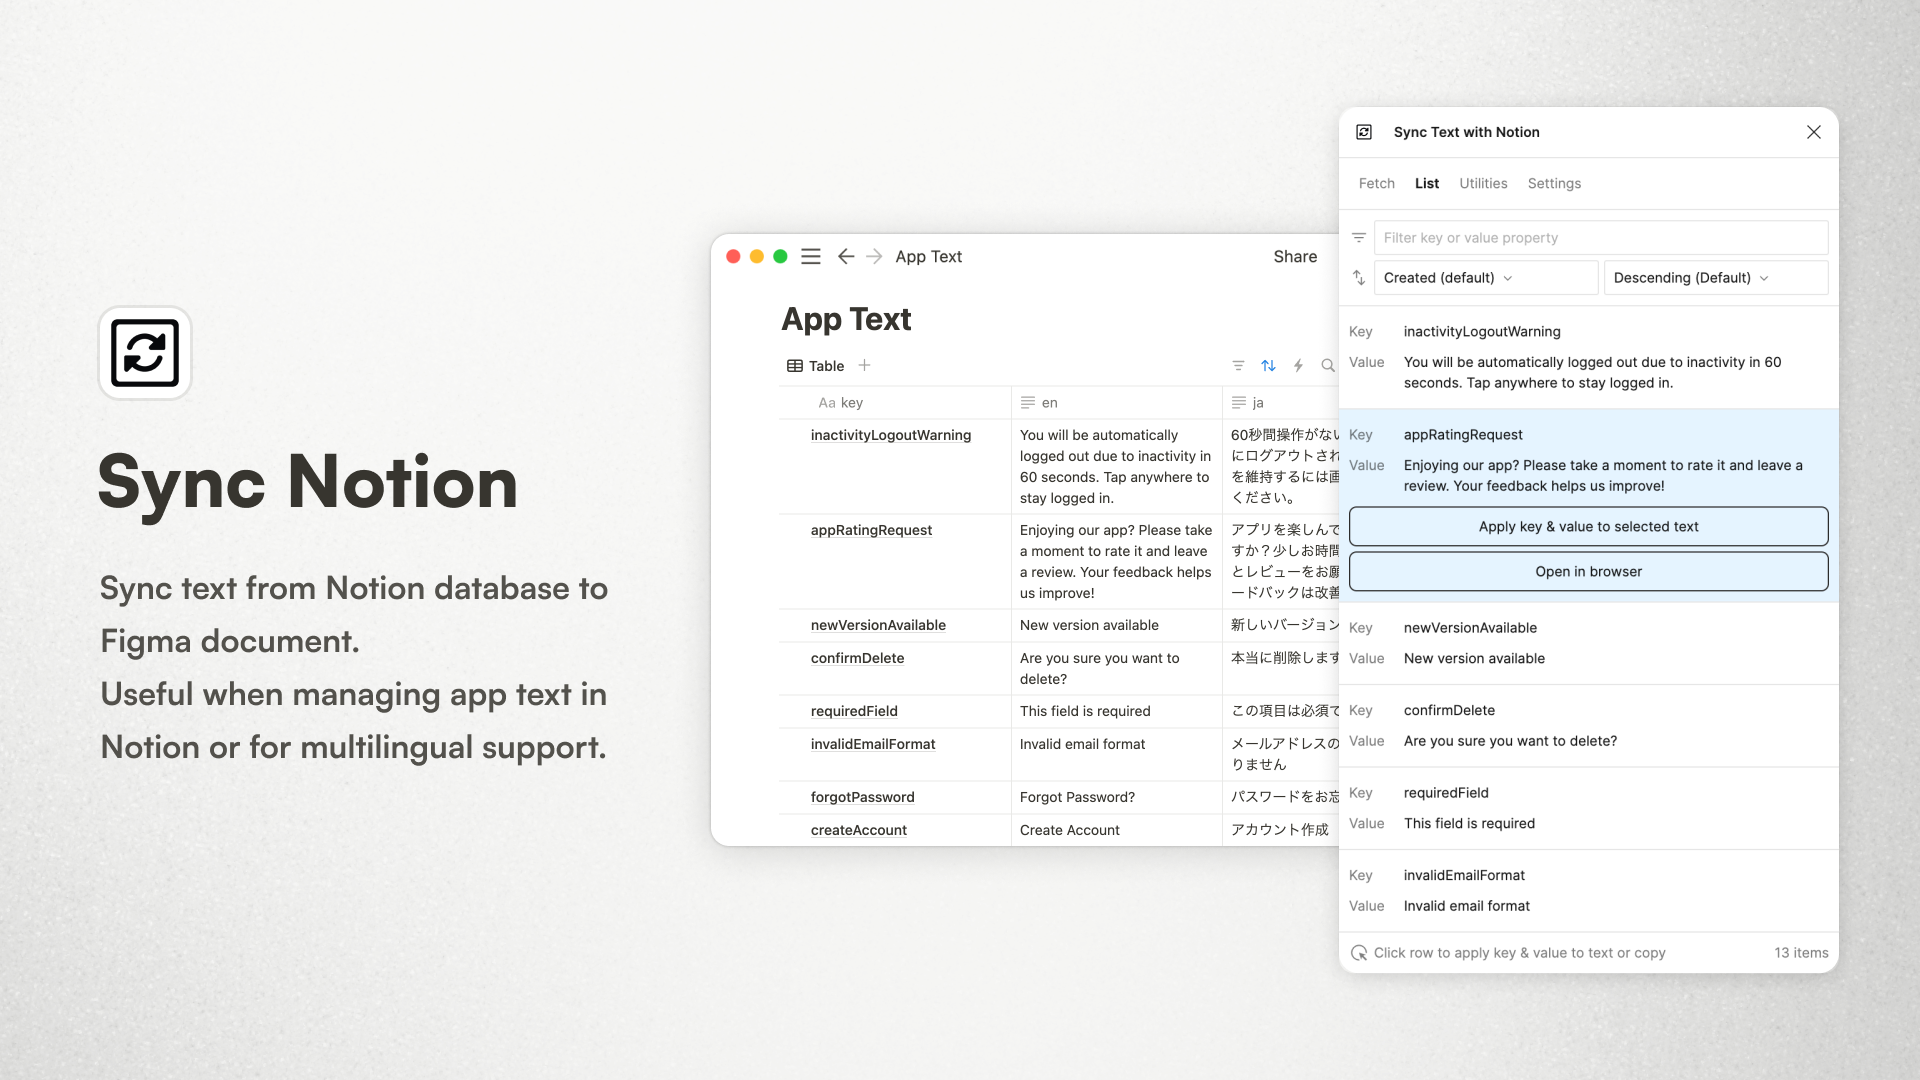 Sync Notion
Sync text from Notion database to
Figma document.
Useful when managing app text in
Notion or for multilingual support.
App Text
Share
App Text
Table
Aa key
en
ja
inactivityLogoutWarning
You will be automatically
logged out due to inactivity in
60 seconds. Tap anywhere to
stay logged in.
60秒間操作がない
にログアウトされ
を維持するには画
ください。
appRatingRequest
Enjoying our app? Please take
a moment to rate it and leave
a review. Your feedback helps
us improve!
アプリを楽しんで
すか？少しお時間
とレビューをお願
ードバックは改善
newVersionAvailable
New version available
新しいバージョン
confirmDelete
Are you sure you want to
delete?
本当に削除します
requiredField
This field is required
この項目は必須で
invalidEmailFormat
Invalid email format
メールアドレスの
りません
forgotPassword
Forgot Password?
パスワードをお忘
createAccount
Create Account
アカウント作成
Sync Text with Notion
Fetch
List
Utilities
Settings
Filter key or value property
Created (default)
Descending (Default)
Key
inactivityLogoutWarning
Value
You will be automatically logged out due to inactivity in 60
seconds. Tap anywhere to stay logged in.
Key
appRatingRequest
Value
Enjoying our app? Please take a moment to rate it and leave a
review. Your feedback helps us improve!
Apply key & value to selected text
Open in browser
Key
newVersionAvailable
Value
New version available
Key
confirmDelete
Value
Are you sure you want to delete?
Key
requiredField
Value
This field is required
Key
invalidEmailFormat
Value
Invalid email format
Click row to apply key & value to text or copy
13 items